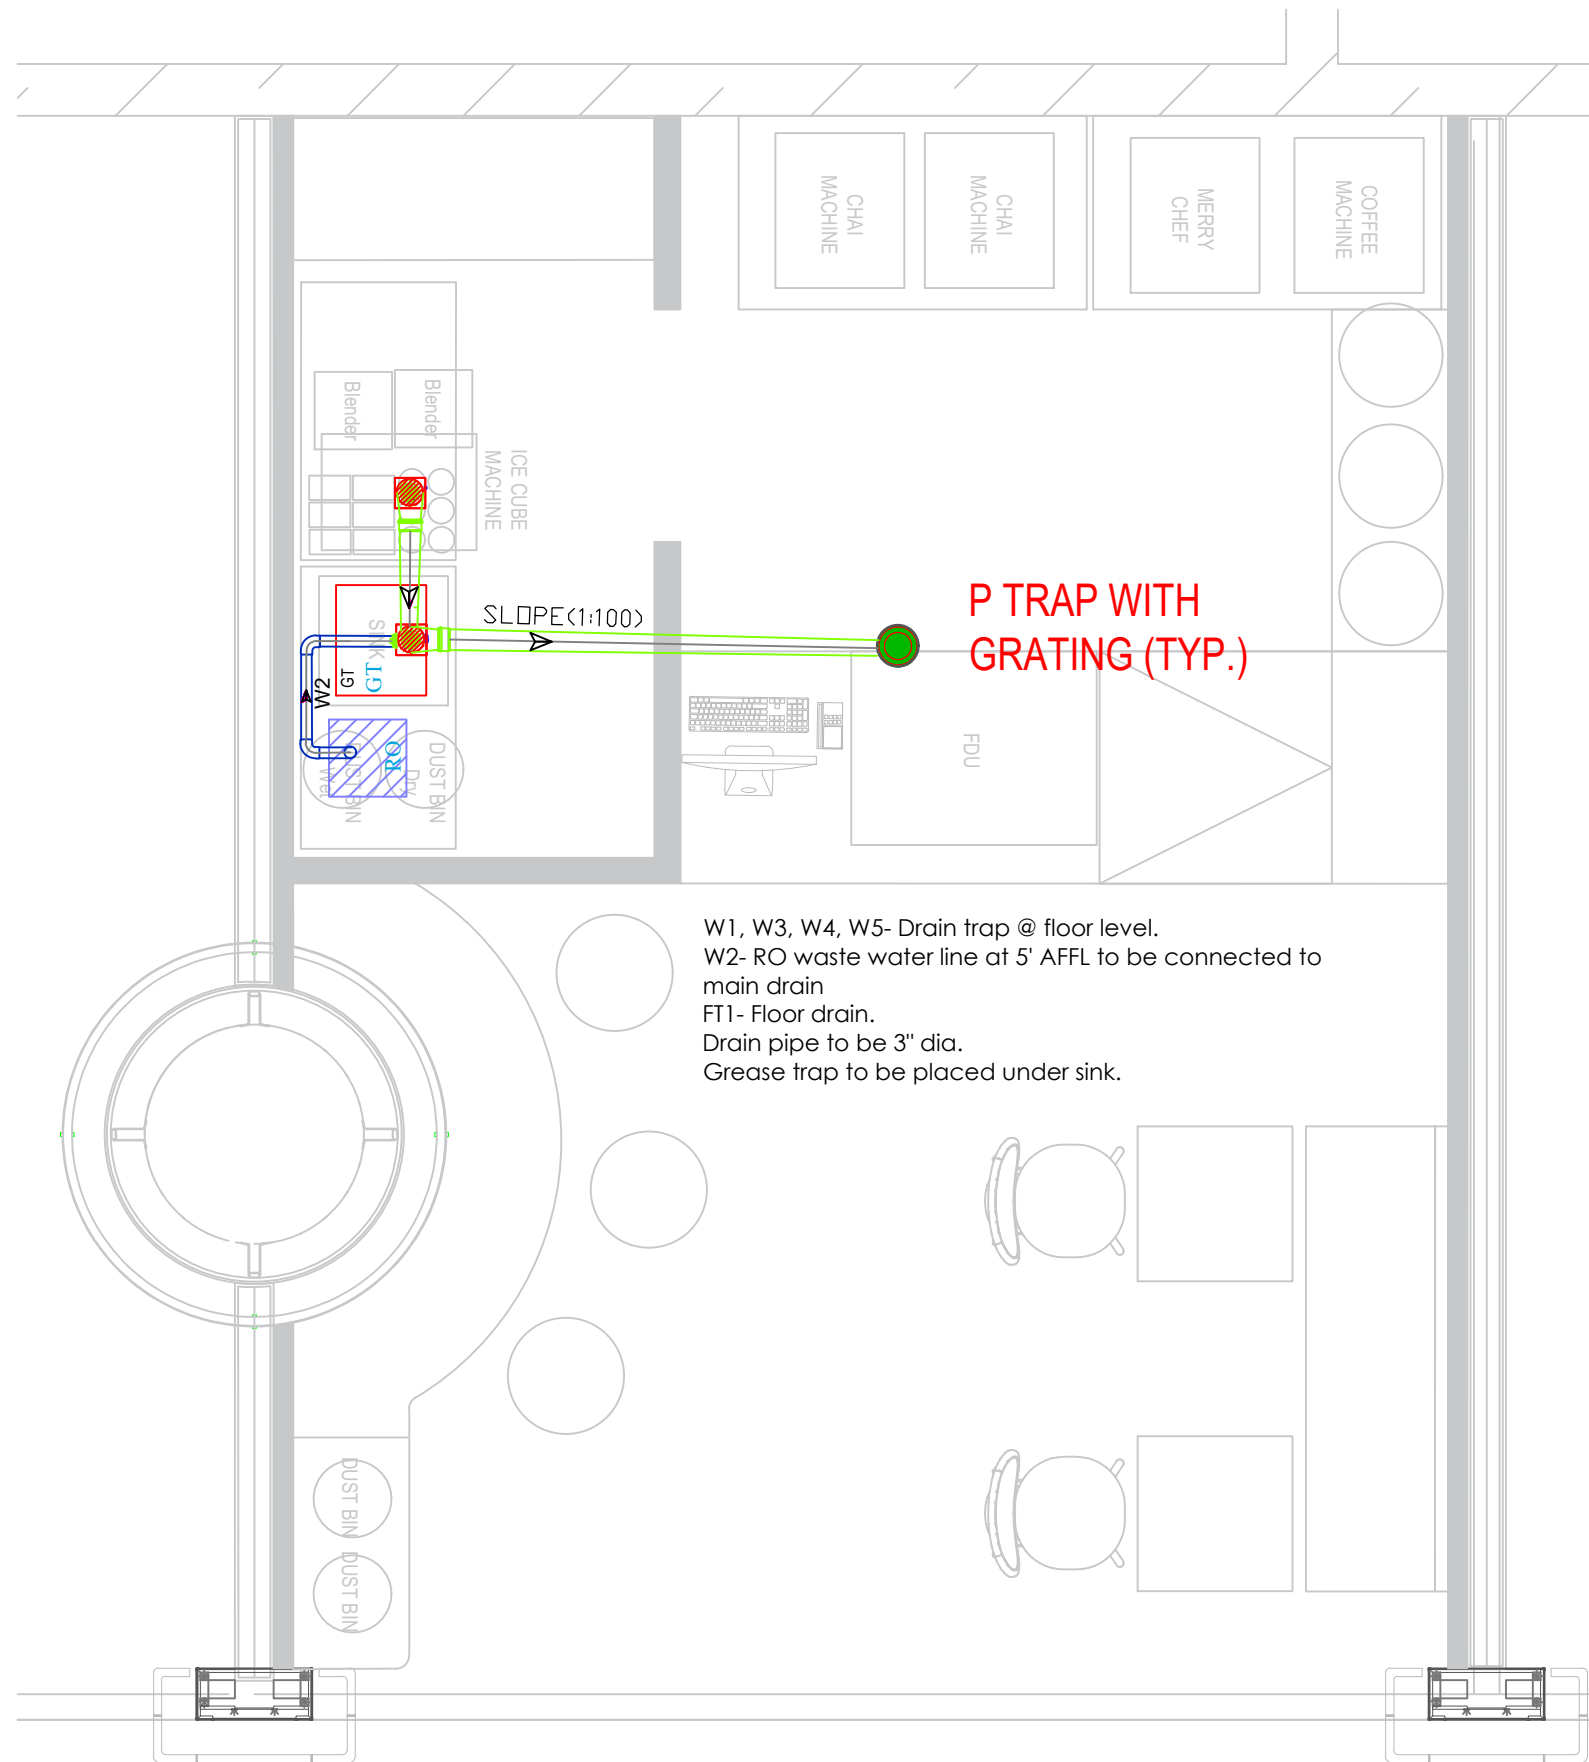 CHAI
MACHINE
CHAI
MACHINE
MERRY
CHEF
COFFEE
MACHINE
Blender
Blender
ICE CUBE
MACHINE
SLOPE(1:100)
P TRAP WITH
GRATING (TYP.)
SINK
GT
GT
W2
RO
DUST BIN
Wet
DUST BIN
Dry
FDU
W1, W3, W4, W5- Drain trap @ floor level.
W2- RO waste water line at 5' AFFL to be connected to
main drain
FT1- Floor drain.
Drain pipe to be 3" dia.
Grease trap to be placed under sink.
DUST BIN
DUST BIN